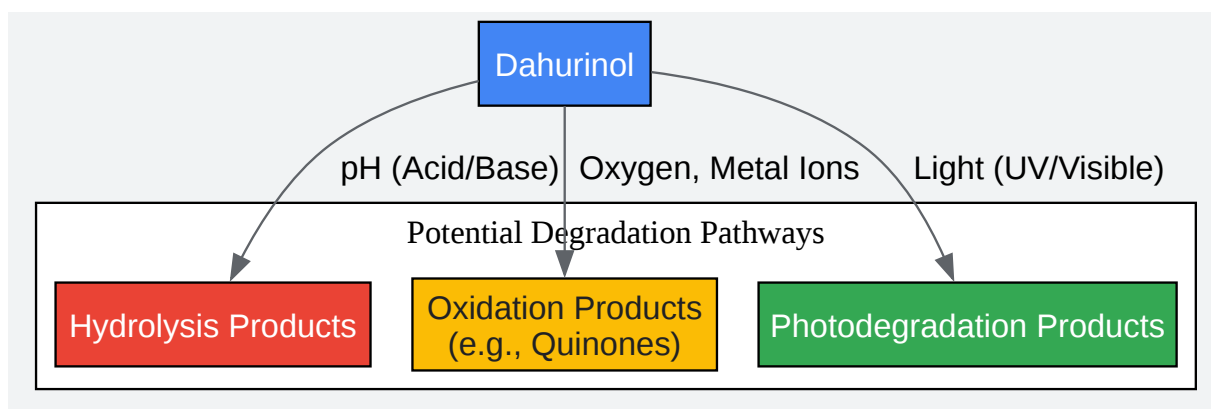 Dahurinol
pH (Acid/Base)
Oxygen, Metal Ions
Light (UV/Visible)
Potential Degradation Pathways
Hydrolysis Products
Oxidation Products
(e.g., Quinones)
Photodegradation Products